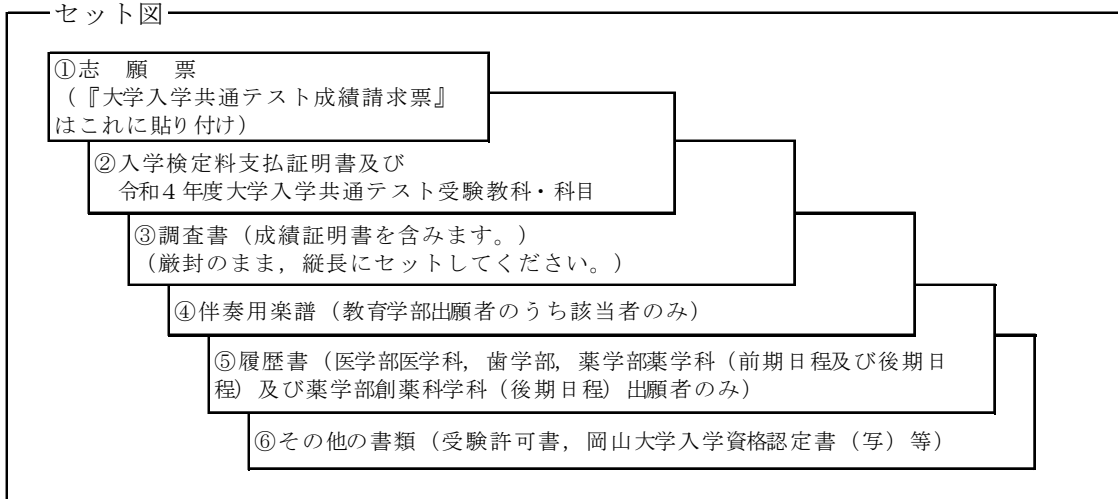 セット図
①志　願　票
（『大学入学共通テスト成績請求票』
はこれに貼り付け）
②入学検定料支払証明書及び
令和４年度大学入学共通テスト受験教科・科目
③調査書（成績証明書を含みます。）
（厳封のまま，縦長にセットしてください。）
④伴奏用楽譜（教育学部出願者のうち該当者のみ）
⑤履歴書（医学部医学科，歯学部，薬学部薬学科（前期日程及び後期日
程）及び薬学部創薬科学科（後期日程）出願者のみ）
⑥その他の書類（受験許可書，岡山大学入学資格認定書（写）等）